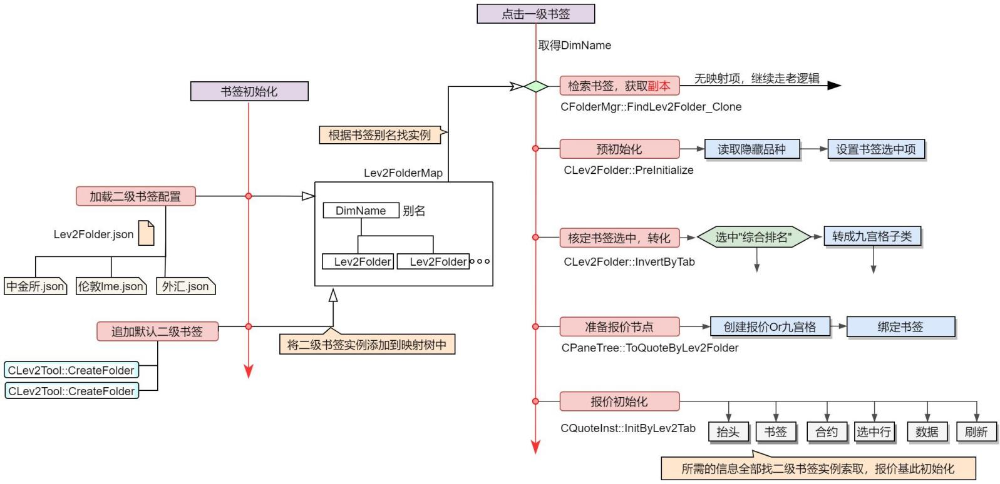 点击一级书签
取得DimName
书签初始化
检索书签，获取副本
无映射项，继续走老逻辑
CFolderMgr::FindLev2Folder_Clone
根据书签别名找实例
预初始化
读取隐藏品种
设置书签选中项
CLev2Folder::PreInitialize
Lev2FolderMap
加载二级书签配置
DimName
别名
Lev2Folder.json
核定书签选中，转化
选中"综合排名"
转成九宫格子类
Lev2Folder
Lev2Folder
CLev2Folder::InvertByTab
中金所.json
伦敦lme.json
外汇.json
追加默认二级书签
准备报价节点
创建报价Or九宫格
绑定书签
将二级书签实例添加到映射树中
CPaneTree::ToQuoteByLev2Folder
CLev2Tool::CreateFolder
CLev2Tool::CreateFolder
报价初始化
CQuoteInst::InitByLev2Tab
抬头
书签
合约
选中行
数据
刷新
所需的信息全部找二级书签实例索取，报价基此初始化